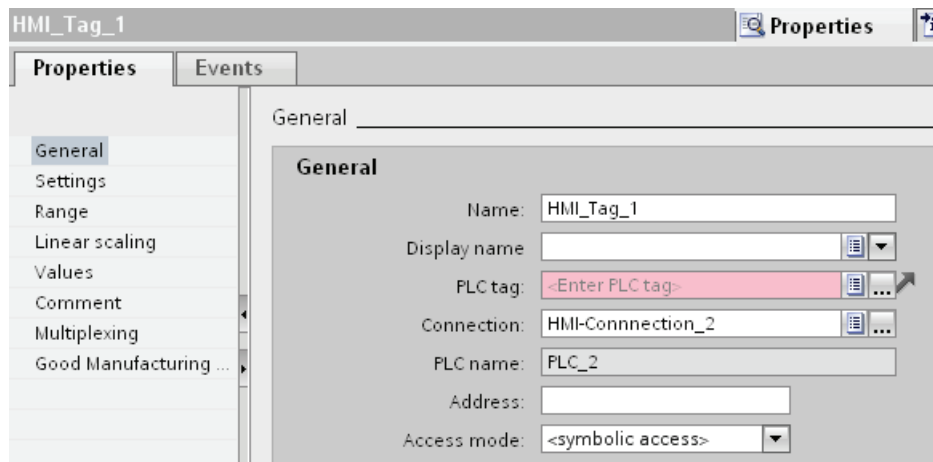 HMI_Tag_1
Properties
Properties
Events
General
Settings
Range
Linear scaling
Values
Comment
Multiplexing
Good Manufacturing ...
General
General
Name: HMI_Tag_1
Display name
PLC tag: <Enter PLC tag>
Connection: HMI-Connnection_2
PLC name: PLC_2
Address:
Access mode: <symbolic access>